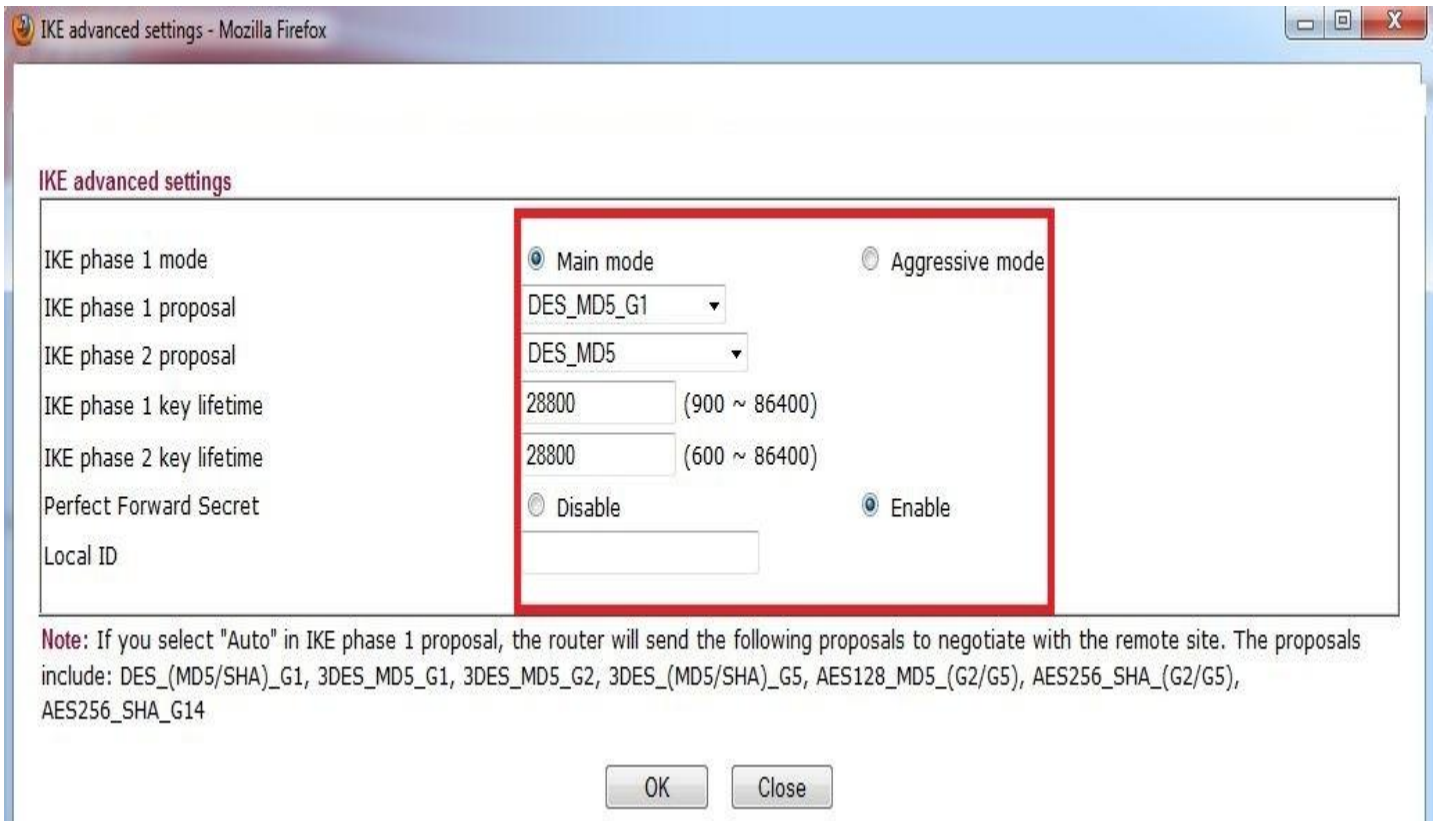 IKE advanced settings - Mozilla Firefox
IKE advanced settings
IKE phase 1 mode Main mode Aggressive mode
IKE phase 1 proposal DES_MD5_G1
IKE phase 2 proposal DES_MD5
IKE phase 1 key lifetime 28800 (900 ~ 86400)
IKE phase 2 key lifetime 28800 (600 ~ 86400)
Perfect Forward Secret Disable Enable
Local ID
Note: If you select "Auto" in IKE phase 1 proposal, the router will send the following proposals to negotiate with the remote site. The proposals
include: DES_(MD5/SHA)_G1, 3DES_MD5_G1, 3DES_MD5_G2, 3DES_(MD5/SHA)_G5, AES128_MD5_(G2/G5), AES256_SHA_(G2/G5),
AES256_SHA_G14
OK Close